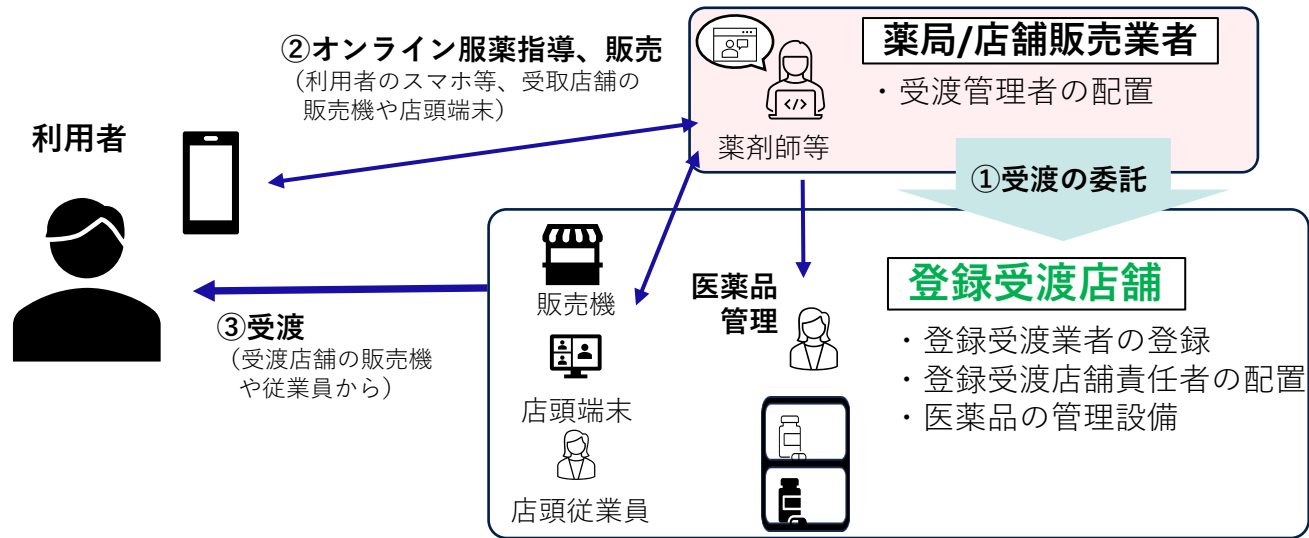 ②オンライン服薬指導、販売
（利用者のスマホ等、受取店舗の
販売機や店頭端末）
薬局/店舗販売業者
・受渡管理者の配置
</>
薬剤師等
利用者
①受渡の委託
販売機
医薬品
管理
登録受渡店舗
③受渡
（受渡店舗の販売機
や従業員から）
店頭端末
店頭従業員
・登録受渡業者の登録
・登録受渡店舗責任者の配置
・医薬品の管理設備